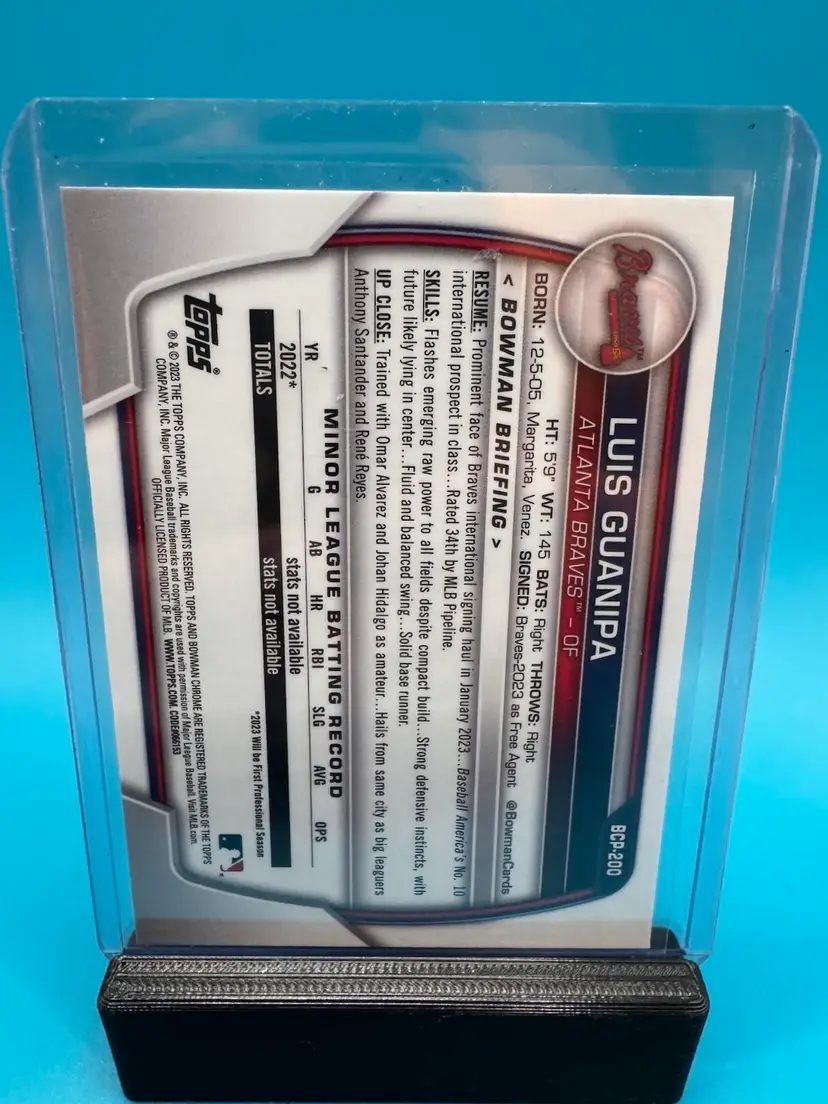 BCP-200
LUIS GUANIPA
ATLANTA BRAVES™ – OF
Braves™
HT: 5'9" WT: 145 BATS: Right THROWS: Right
BORN: 12-5-05, Margarita, Venez. SIGNED: Braves-2023 as Free Agent
< BOWMAN BRIEFING >
@BowmanCards
RESUME: Prominent face of Braves international signing haul in January 2023...Baseball America's No. 10
international prospect in class....Rated 34th by MLB Pipeline.
SKILLS: Flashes emerging raw power to all fields despite compact build...Strong defensive instincts, with
future likely lying in center...Fluid and balanced swing...Solid base runner.
UP CLOSE: Trained with Omar Alvarez and Johan Hidalgo as amateur...Hails from same city as big leaguers
Anthony Santander and René Reyes.
MINOR LEAGUE BATTING RECORD
YR G AB HR RBI SLG AVG OPS
2022* stats not available
TOTALS stats not available
*2023 Will be First Professional Season
topps®
® & © 2023 THE TOPPS COMPANY, INC. ALL RIGHTS RESERVED. TOPPS AND BOWMAN CHROME ARE REGISTERED TRADEMARKS OF THE TOPPS
COMPANY, INC. Major League Baseball trademarks and copyrights are used with permission of Major League Baseball. Visit MLB.com.
OFFICIALLY LICENSED PRODUCT OF MLB. WWW.TOPPS.COM. CODE#066193